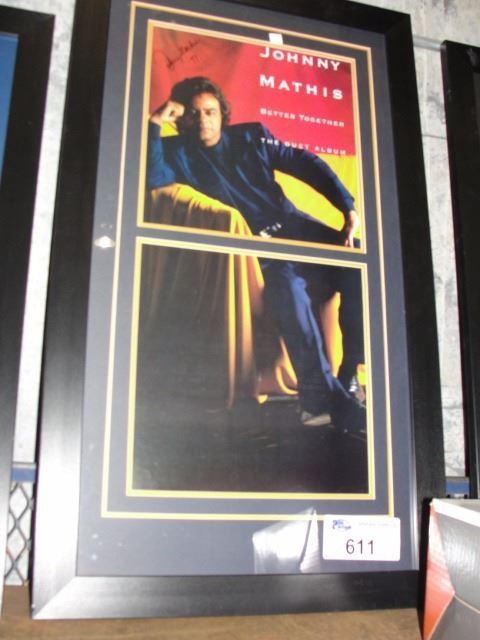 JOHNNY
MATHIS
BETTER TOGETHER
THE DUET ALBUM
611